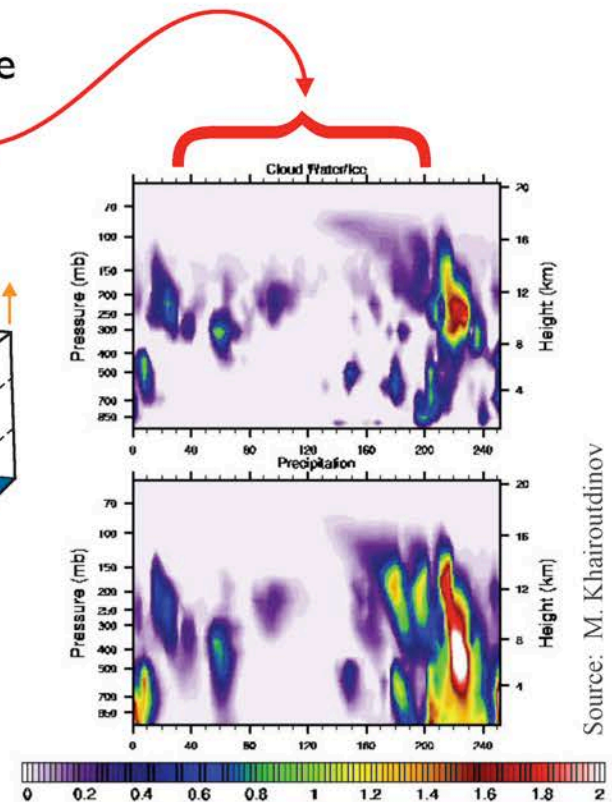 e
Cloud Water/Ice
Pressure (mb)
70
100
150
200
250
300
400
500
700
850
20
16
12
8
4
Height (km)
0 40 80 120 160 200 240
Precipitation
Pressure (mb)
70
100
150
200
250
300
400
500
700
850
20
16
12
8
4
Height (km)
0 40 80 120 160 200 240
0 0.2 0.4 0.6 0.8 1 1.2 1.4 1.6 1.8 2
Source: M. Khairoutdinov